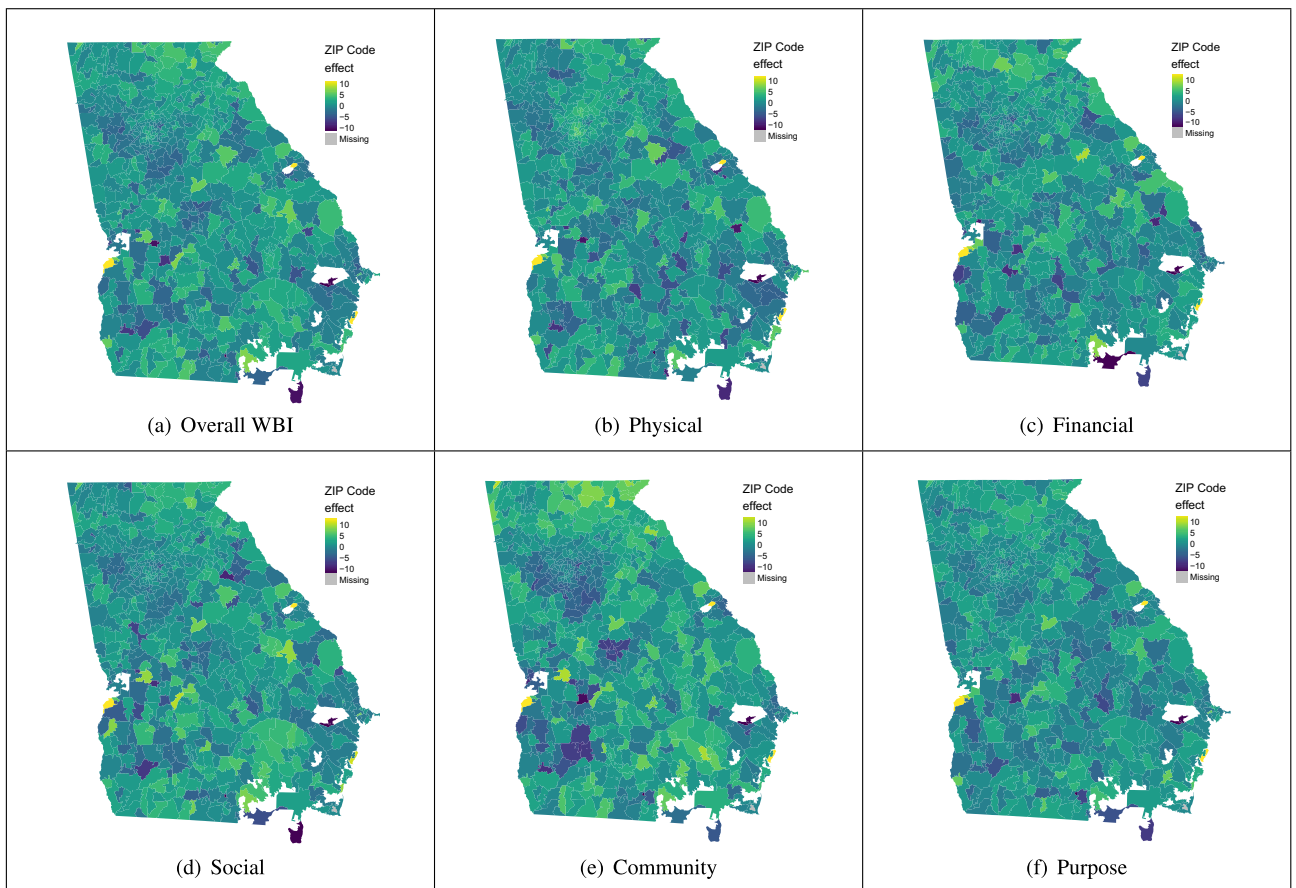 ZIP Code
effect
10
5
0
−5
−10
Missing
(a) Overall WBI
ZIP Code
effect
10
5
0
−5
−10
Missing
(b) Physical
ZIP Code
effect
10
5
0
−5
−10
Missing
(c) Financial
ZIP Code
effect
10
5
0
−5
−10
Missing
(d) Social
ZIP Code
effect
10
5
0
−5
−10
Missing
(e) Community
ZIP Code
effect
10
5
0
−5
−10
Missing
(f) Purpose